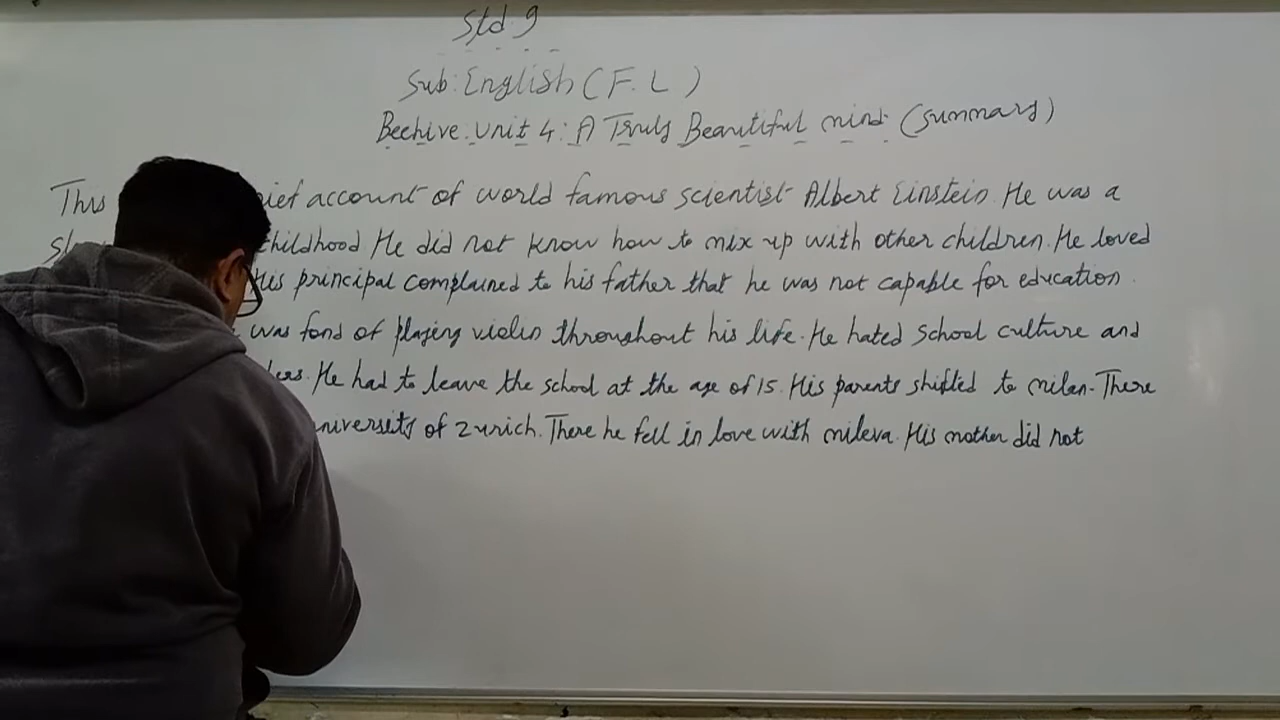 Std 9
Sub: English (F.L)
Beehive: Unit 4: A Truly Beautiful mind (summary)
This account of world famous scientist Albert Einstein. He was a
childhood. He did not know how to mix up with other children. He loved
His principal complained to his father that he was not capable for education.
was fond of playing violin throughout his life. He hated school culture and
He had to leave the school at the age of 15. His parents shifted to milan. There
of Zurich. There he fell in love with mileva. His mother did not